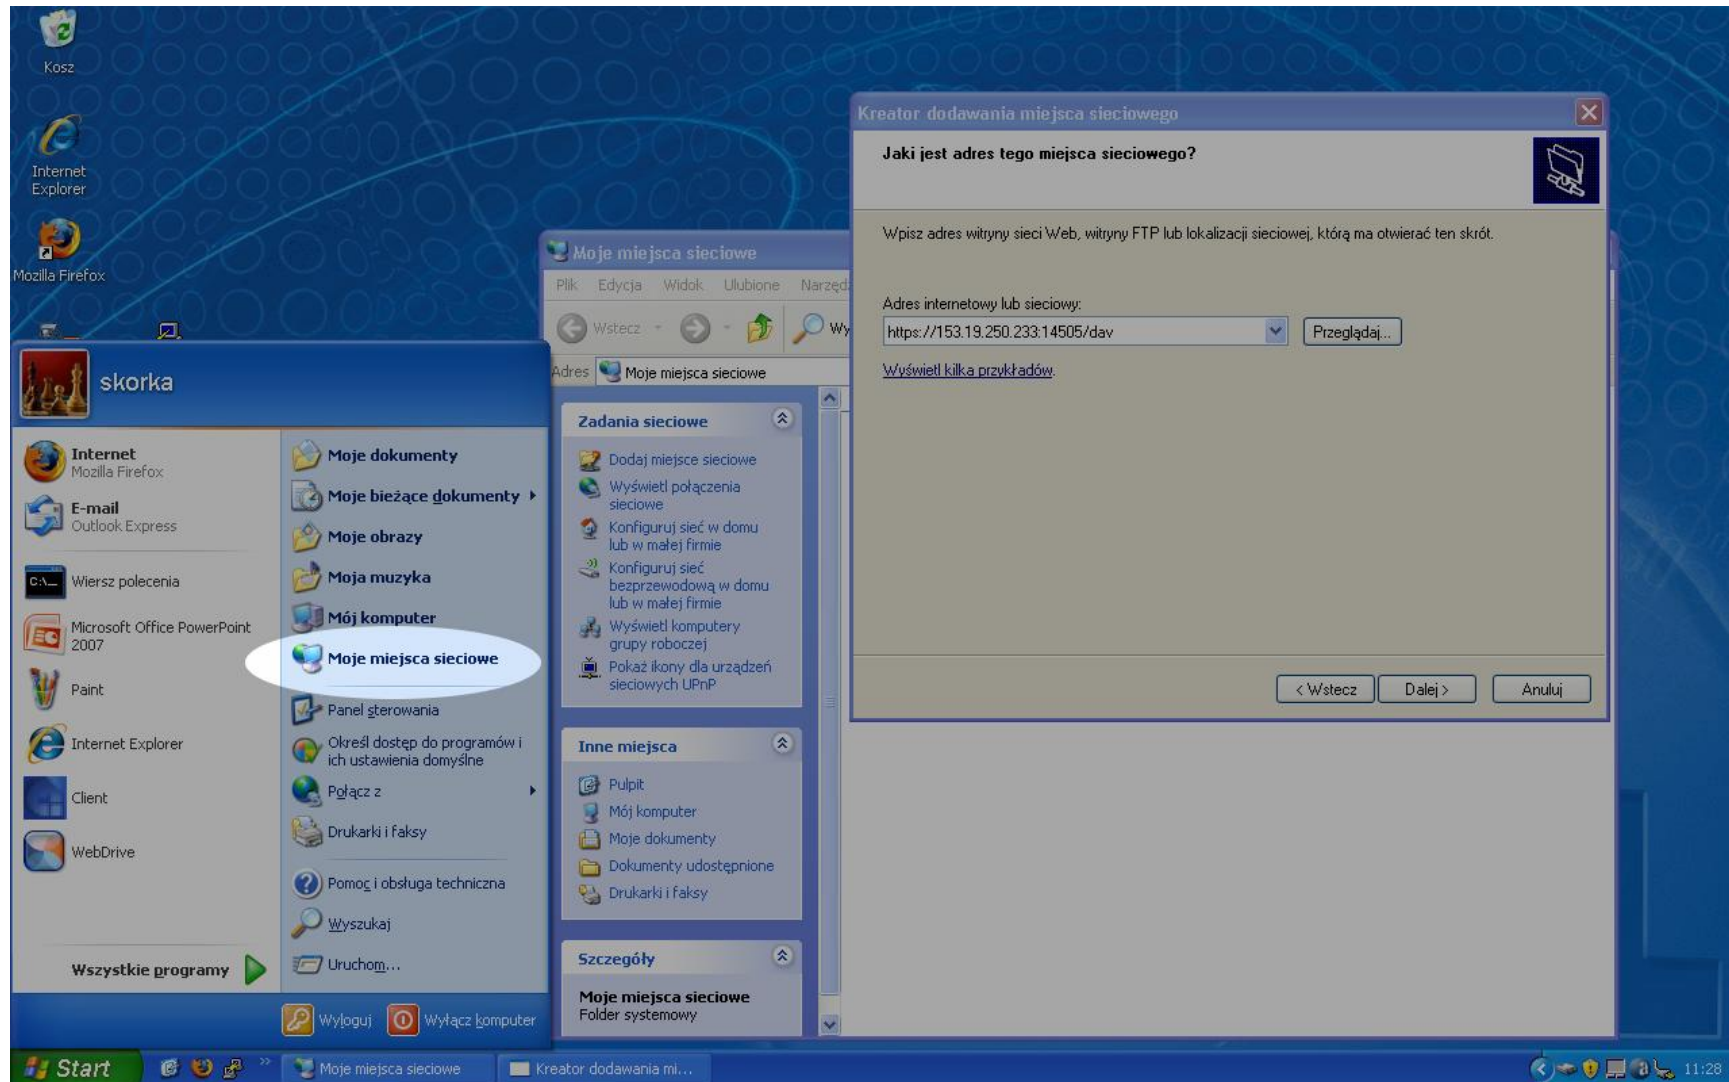 Kosz
Internet
Explorer
Mozilla Firefox
skorka
Internet
Mozilla Firefox
E-mail
Outlook Express
Wiersz polecenia
Microsoft Office PowerPoint
2007
Paint
Internet Explorer
Client
WebDrive
Wszystkie programy
Moje dokumenty
Moje bieżące dokumenty
Moje obrazy
Moja muzyka
Mój komputer
Moje miejsca sieciowe
Panel sterowania
Określ dostęp do programów i
ich ustawienia domyślne
Połącz z
Drukarki i faksy
Pomoc i obsługa techniczna
Wyszukaj
Uruchom...
Wyloguj
Wyłącz komputer
Moje miejsca sieciowe
Plik Edycja Widok Ulubione
Wstecz
Adres Moje miejsca sieciowe
Zadania sieciowe
Dodaj miejsce sieciowe
Wyświetl połączenia
sieciowe
Konfiguruj sieć w domu
lub w małej firmie
Konfiguruj sieć
bezprzewodową w domu
lub w małej firmie
Wyświetl komputery
grupy roboczej
Pokaż ikony dla urządzeń
sieciowych UPnP
Inne miejsca
Pulpit
Mój komputer
Moje dokumenty
Dokumenty udostępnione
Drukarki i faksy
Szczegóły
Moje miejsca sieciowe
Folder systemowy
Kreator dodawania miejsca sieciowego
Jaki jest adres tego miejsca sieciowego?
Wpisz adres witryny sieci Web, witryny FTP lub lokalizacji sieciowej, którą ma otwierać ten skrót.
Adres internetowy lub sieciowy:
https://153.19.250.233:14505/dav
Przeglądaj...
Wyświetl kilka przykładów.
< Wstecz Dalej > Anuluj
Start
Moje miejsca sieciowe
Kreator dodawania mi...
11:28